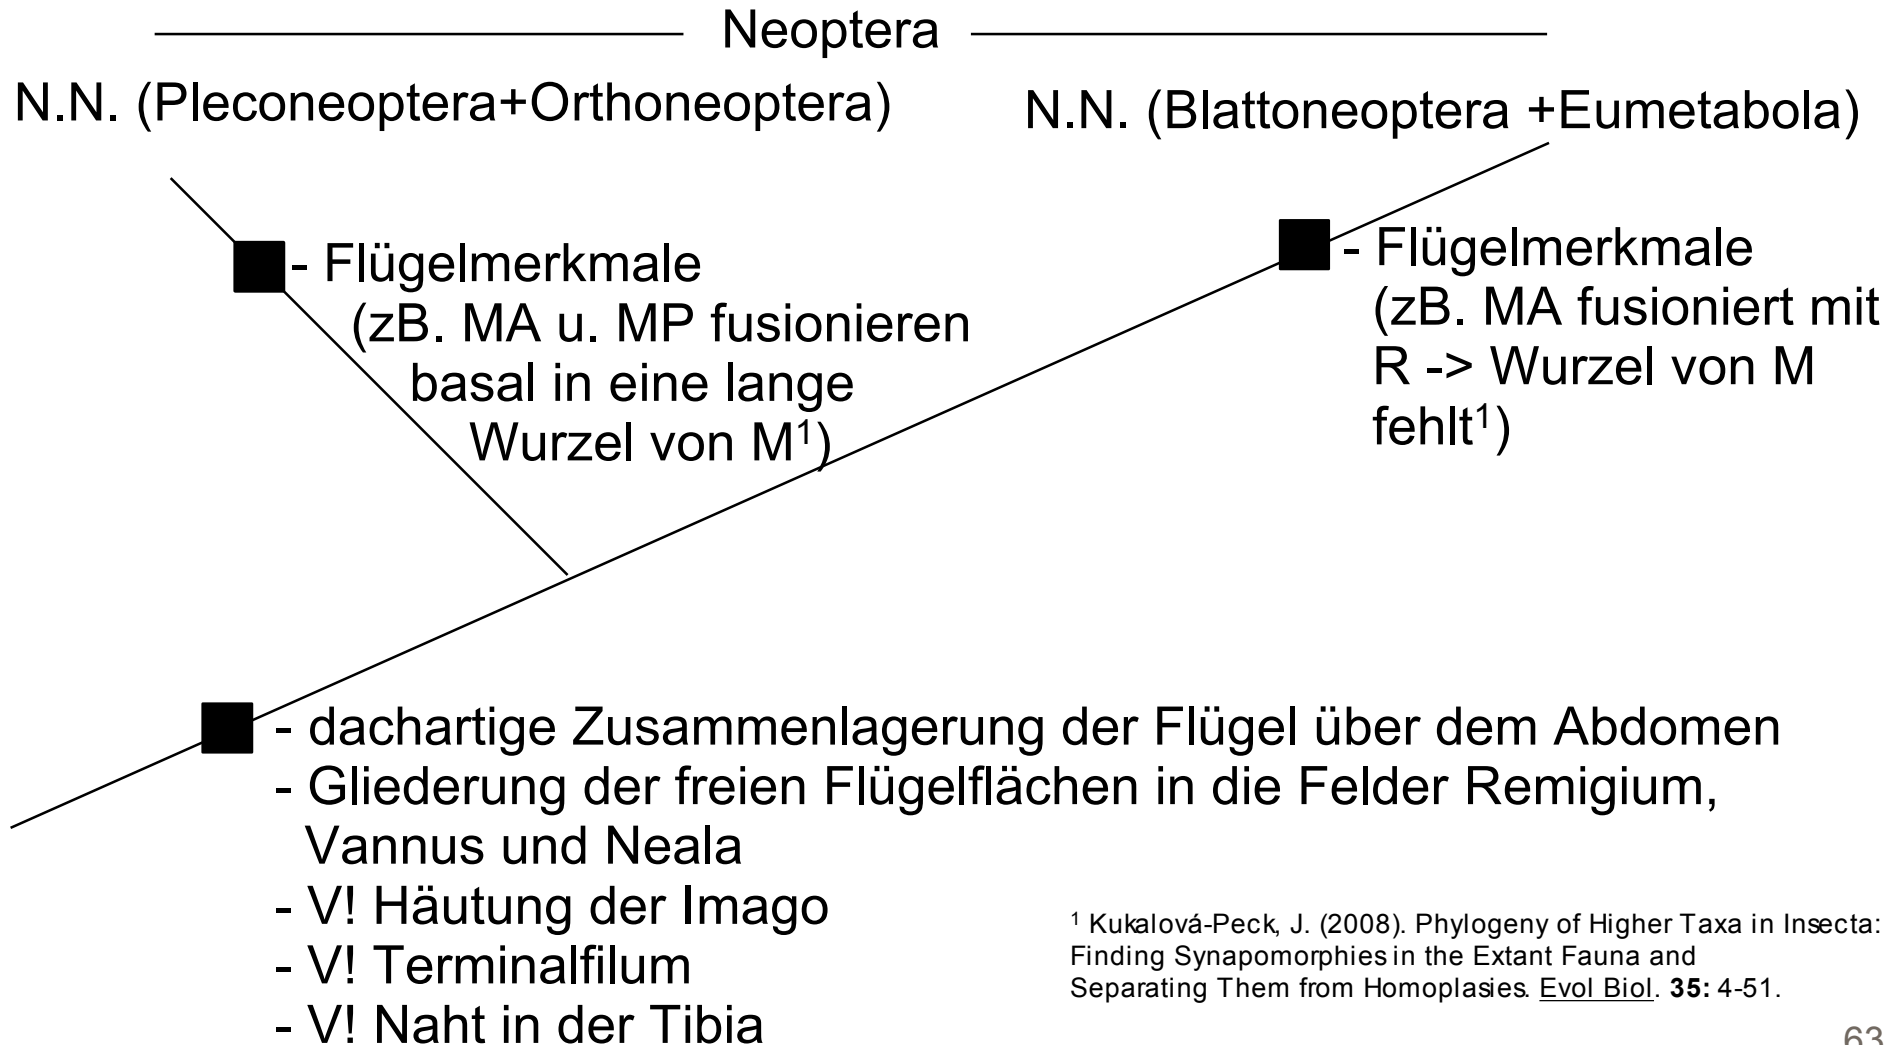 Neoptera
N.N. (Pleconeoptera+Orthoneoptera)
N.N. (Blattoneoptera +Eumetabola)
- Flügelmerkmale
(zB. MA u. MP fusionieren
basal in eine lange
Wurzel von M¹)
- Flügelmerkmale
(zB. MA fusioniert mit
R -> Wurzel von M
fehlt¹)
- dachartige Zusammenlagerung der Flügel über dem Abdomen
- Gliederung der freien Flügelflächen in die Felder Remigium,
Vannus und Neala
- V! Häutung der Imago
- V! Terminalfilum
- V! Naht in der Tibia
¹ Kukalová-Peck, J. (2008). Phylogeny of Higher Taxa in Insecta:
Finding Synapomorphies in the Extant Fauna and
Separating Them from Homoplasies. Evol Biol. 35: 4-51.
63